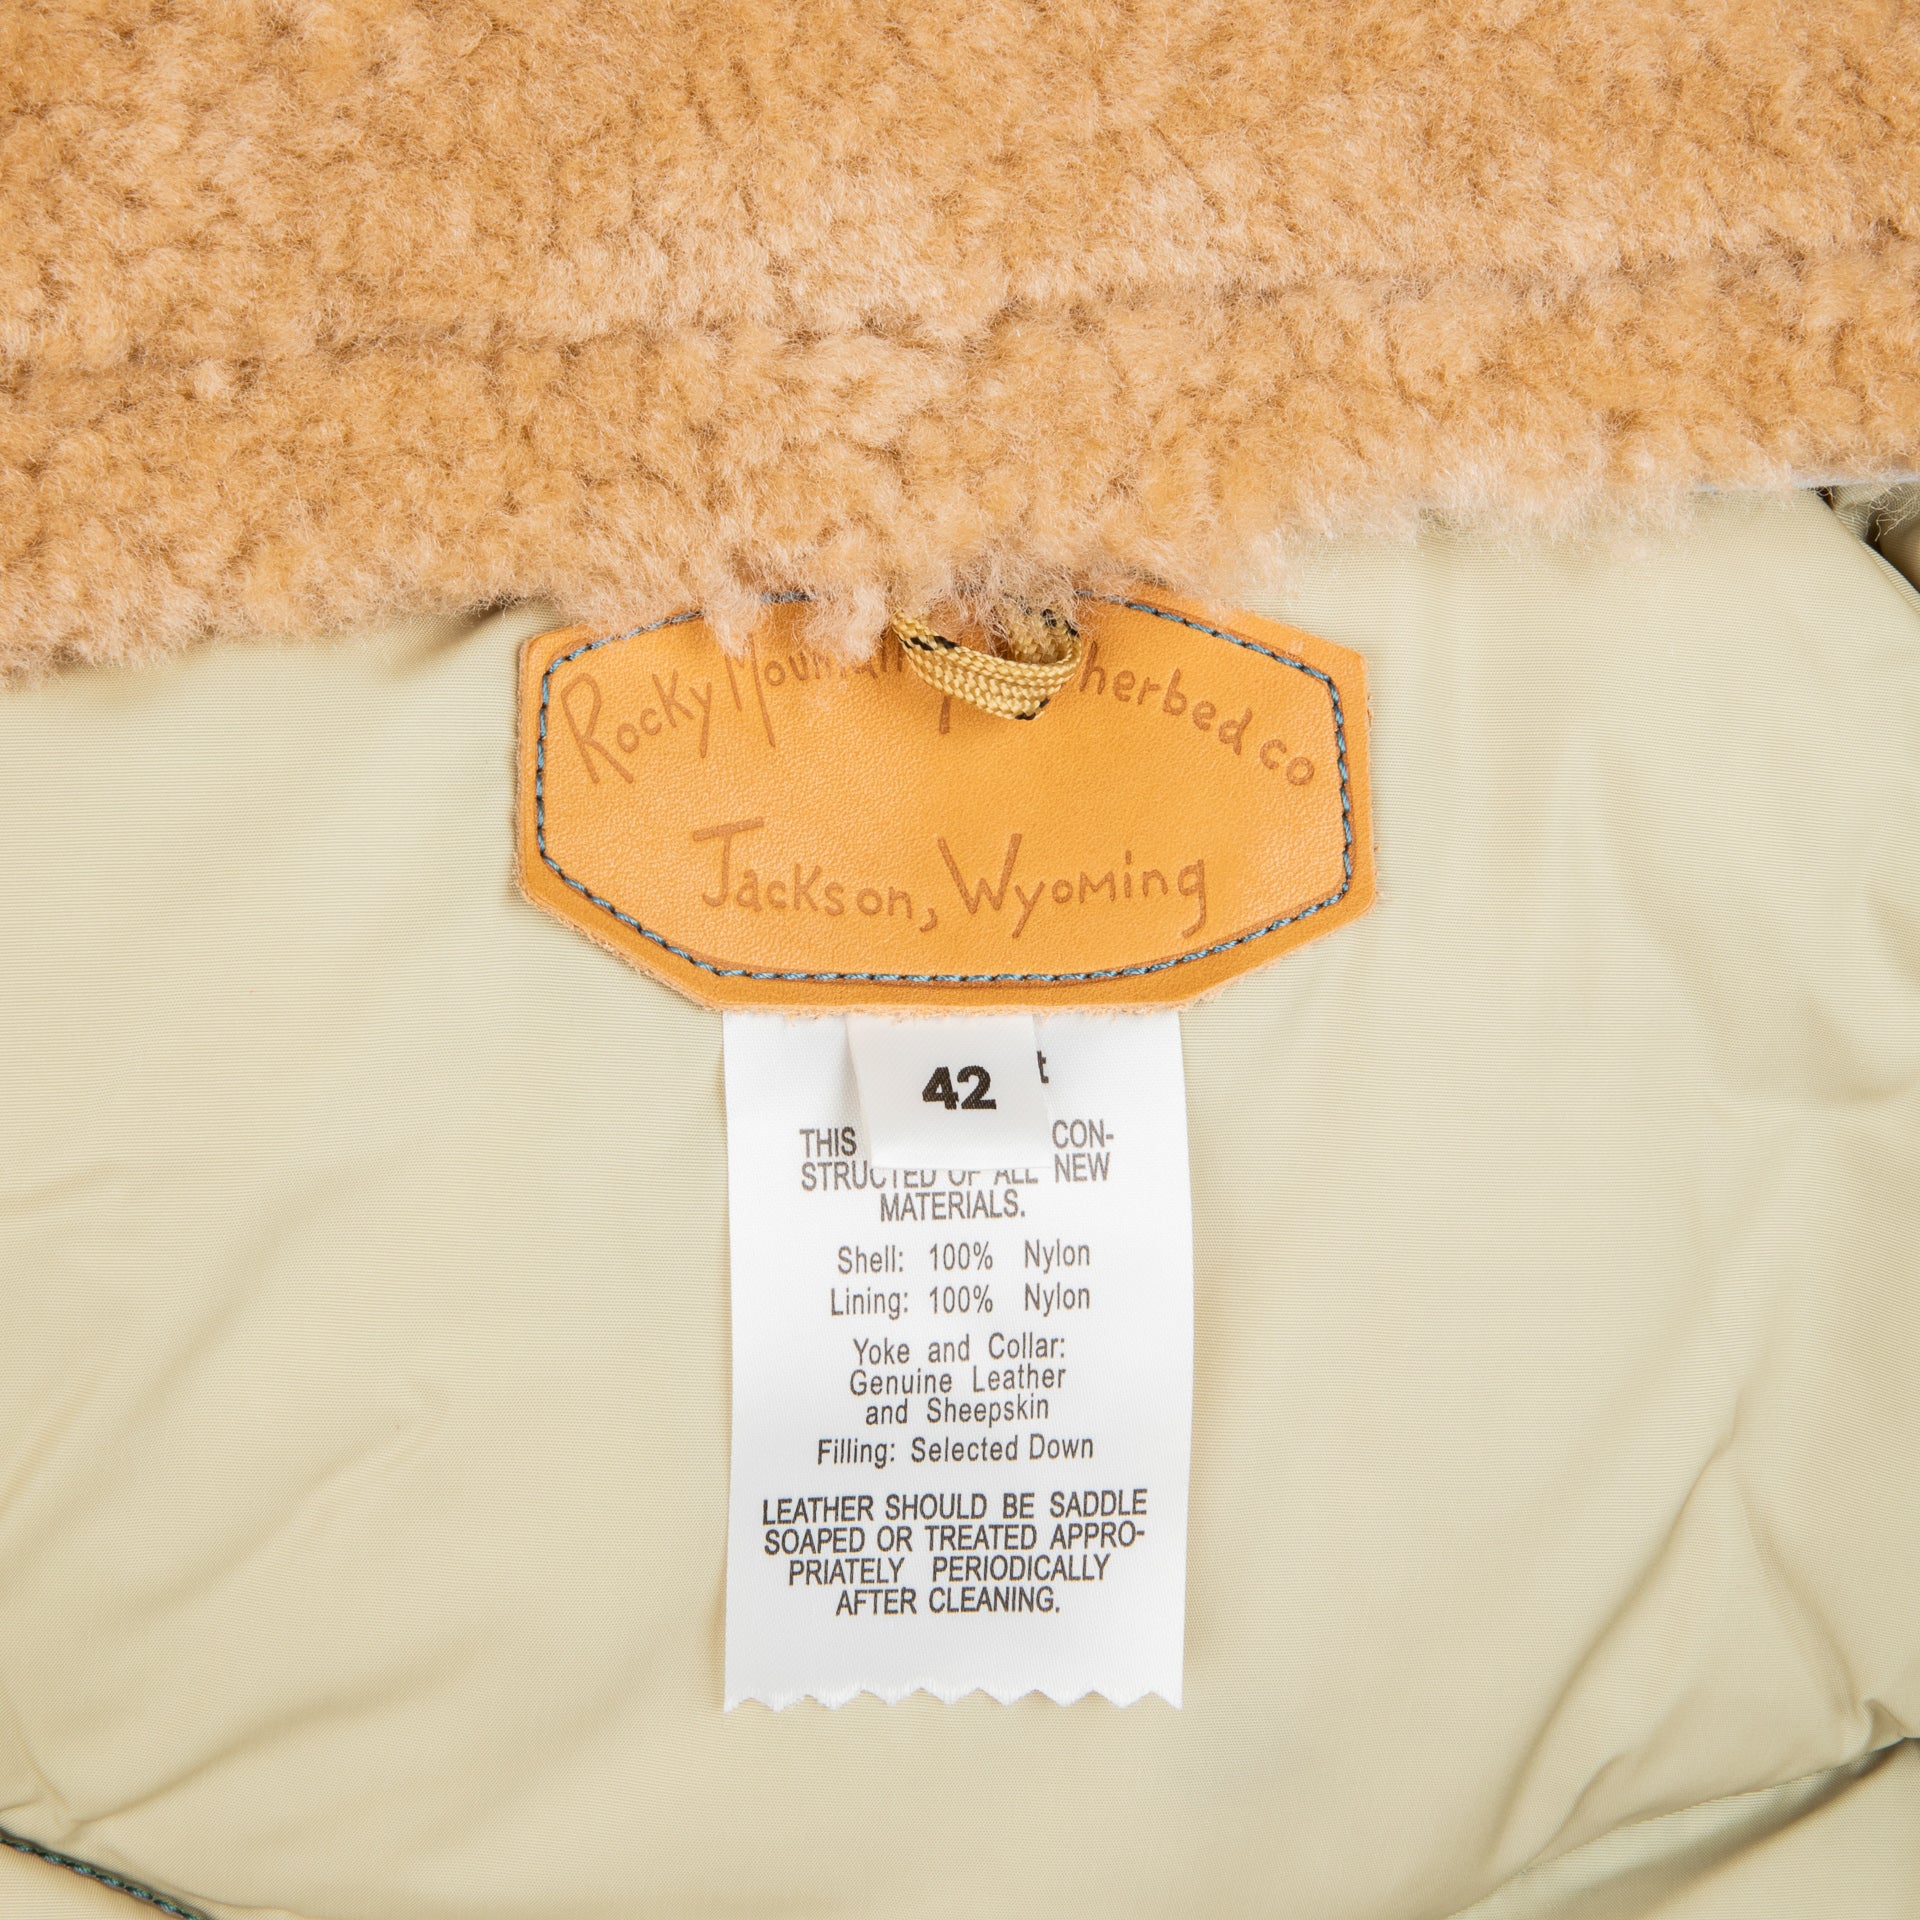 Rocky Mountain herbed co
Jackson, Wyoming
42
t
THIS CON-
STRUCTED OF ALL NEW
MATERIALS.
Shell: 100% Nylon
Lining: 100% Nylon
Yoke and Collar:
Genuine Leather
and Sheepskin
Filling: Selected Down
LEATHER SHOULD BE SADDLE
SOAPED OR TREATED APPRO-
PRIATELY PERIODICALLY
AFTER CLEANING.